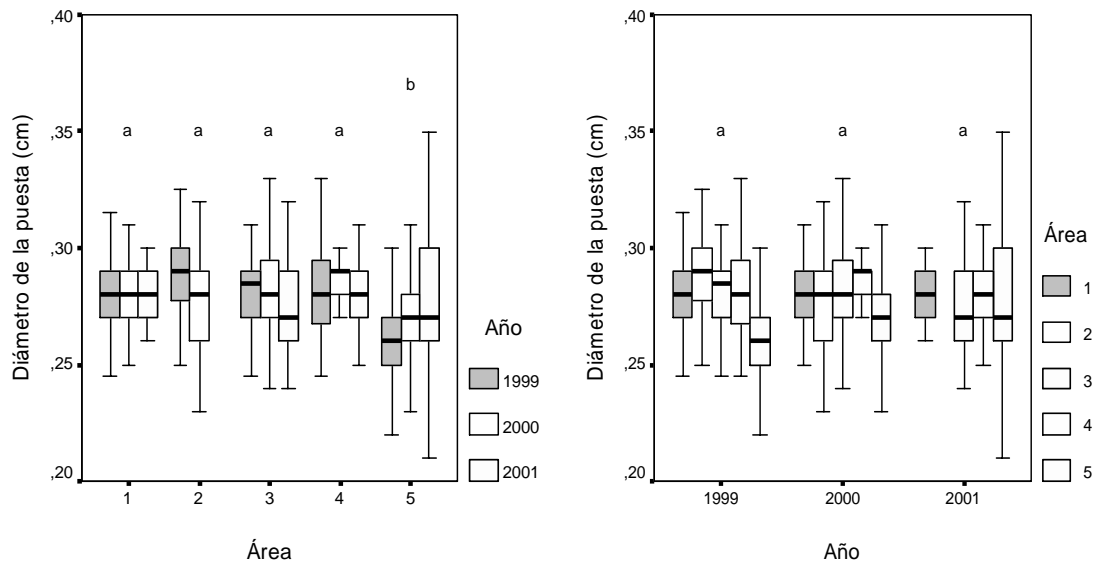 ,40
,35
,30
,25
,20
Diámetro de la puesta (cm)
a a a a b
1 2 3 4 5
Área
Año
1999
2000
2001
,40
,35
,30
,25
,20
Diámetro de la puesta (cm)
a a a
1999 2000 2001
Año
Área
1
2
3
4
5